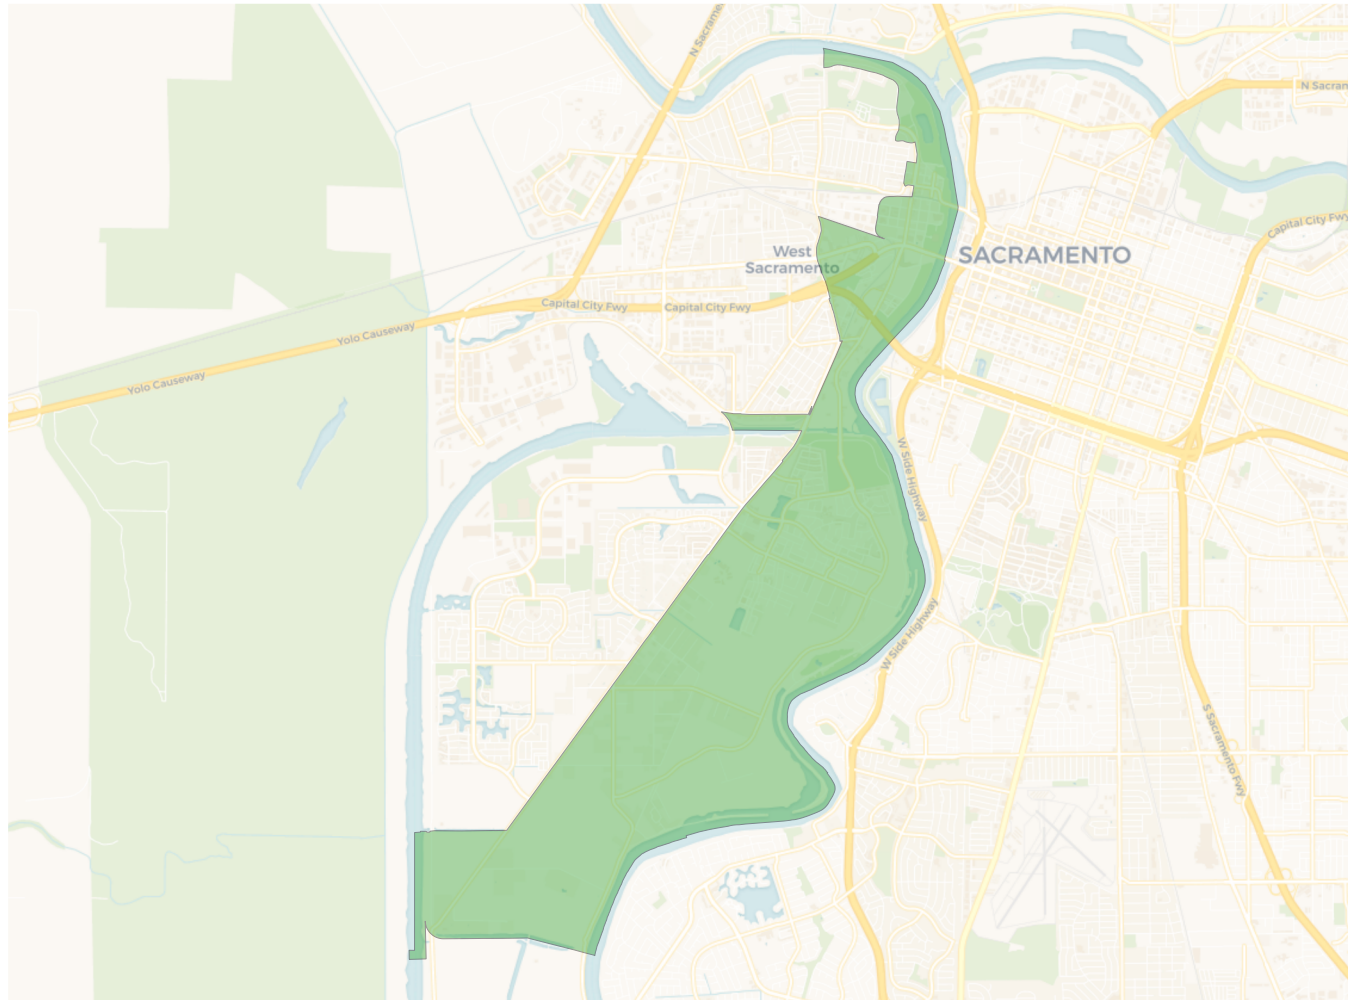 N Sacrame
N Sacram
Capital City Fwy
West
Sacramento
SACRAMENTO
Capital City Fwy
Capital City Fwy
Yolo Causeway
Yolo Causeway
W Side Highway
W Side Highway
S Sacramento Fwy